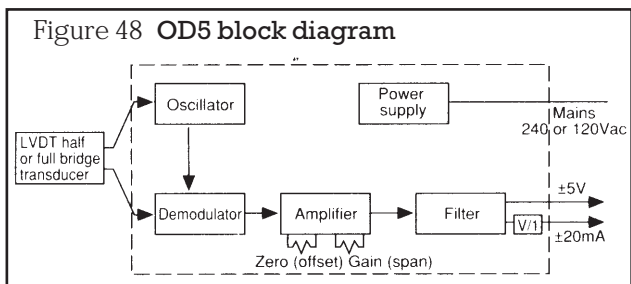 Figure 48 OD5 block diagram
Oscillator
Power
supply
Mains
240 or 120Vac
LVDT half
or full bridge
transducer
Demodulator
Amplifier
Filter
±5V
V/1
±20mA
Zero (offset) Gain (span)